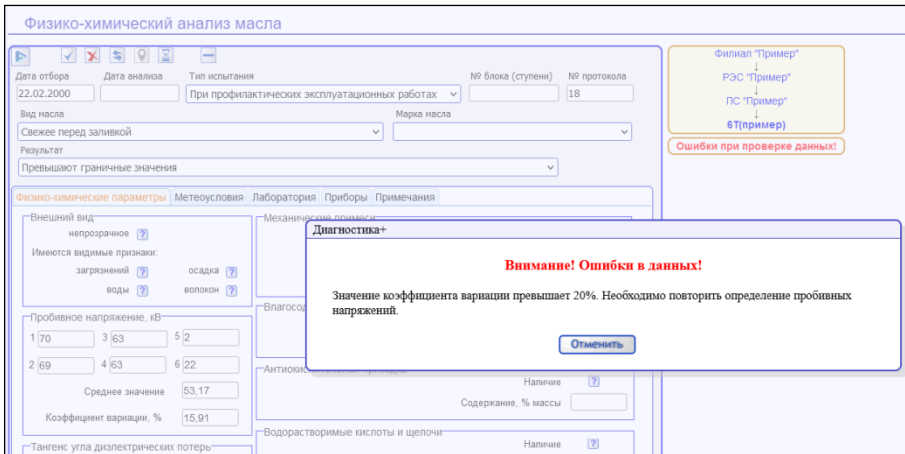 Физико-химический анализ масла
Дата отбора Дата анализа Тип испытания № блока (ступени) № протокола
22.02.2000 При профилактических эксплуатационных работах 18
Вид масла Марка масла
Свежее перед заливкой
Результат
Превышают граничные значения
Филиал "Пример"
↓
РЭС "Пример"
↓
ПС "Пример"
↓
6Т(пример)
Ошибки при проверке данных!
Физико-химические параметры Метеоусловия Лаборатория Приборы Примечания
Внешний вид
непрозрачное ?
Имеются видимые признаки:
загрязнений ? осадка ?
воды ? волокон ?
Механические примеси
Диагностика+
Внимание! Ошибки в данных!
Значение коэффициента вариации превышает 20%. Необходимо повторить определение пробивных
напряжений.
Отменить
Пробивное напряжение, кВ
1 70 3 63 5 2
2 69 4 63 6 22
Среднее значение 53,17
Коэффициент вариации, % 15,91
Тангенс угла диэлектрических потерь
Наличие ?
Содержание, % массы
Водорастворимые кислоты и щелочи
Наличие ?